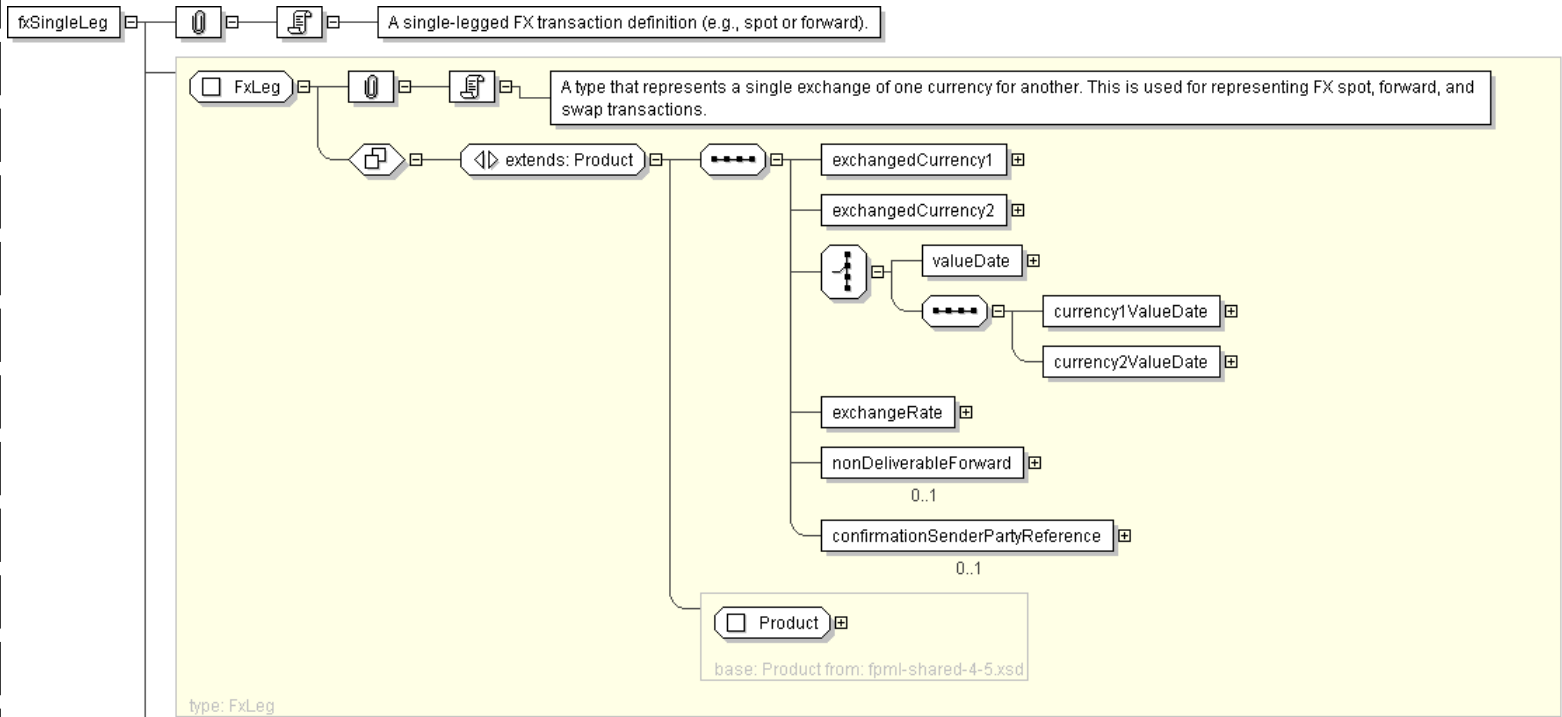 fxSingleLeg
A single-legged FX transaction definition (e.g., spot or forward).
FxLeg
A type that represents a single exchange of one currency for another. This is used for representing FX spot, forward, and
swap transactions.
extends: Product
exchangedCurrency1
exchangedCurrency2
valueDate
currency1ValueDate
currency2ValueDate
exchangeRate
nonDeliverableForward
0..1
confirmationSenderPartyReference
0..1
Product
base: Product from: fpml-shared-4-5.xsd
type: FxLeg